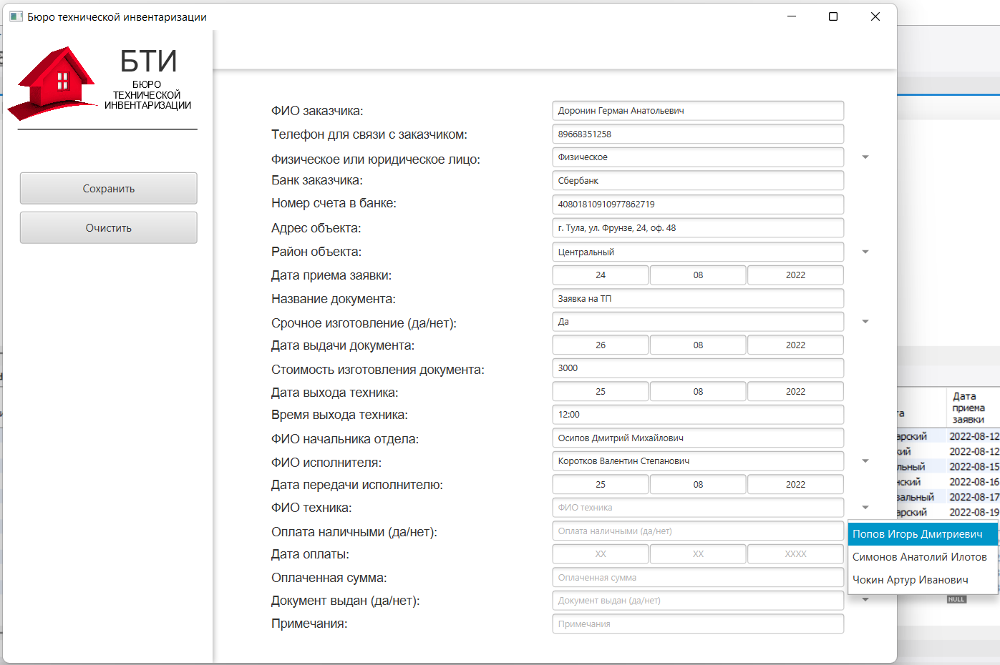 Бюро технической инвентаризации
БТИ
БЮРО
ТЕХНИЧЕСКОЙ
ИНВЕНТАРИЗАЦИИ
Сохранить
Очистить
ФИО заказчика: Доронин Герман Анатольевич
Телефон для связи с заказчиком: 89668351258
Физическое или юридическое лицо: Физическое
Банк заказчика: Сбербанк
Номер счета в банке: 40801810910977862719
Адрес объекта: г. Тула, ул. Фрунзе, 24, оф. 48
Район объекта: Центральный
Дата приема заявки: 24 08 2022
Название документа: Заявка на ТП
Срочное изготовление (да/нет): Да
Дата выдачи документа: 26 08 2022
Стоимость изготовления документа: 3000
Дата выхода техника: 25 08 2022
Время выхода техника: 12:00
ФИО начальника отдела: Осипов Дмитрий Михайлович
ФИО исполнителя: Коротков Валентин Степанович
Дата передачи исполнителю: 25 08 2022
ФИО техника: ФИО техника
Оплата наличными (да/нет): Оплата наличными (да/нет)
Дата оплаты: XX XX XXXX
Оплаченная сумма: Оплаченная сумма
Документ выдан (да/нет): Документ выдан (да/нет)
Примечания: Примечания
Попов Игорь Дмитриевич
Симонов Анатолий Илотов
Чокин Артур Иванович
Дата
приема
заявки
арский 2022-08-12
кий 2022-08-12
льный 2022-08-15
нский 2022-08-16
вальный 2022-08-17
арский 2022-08-19
NULL